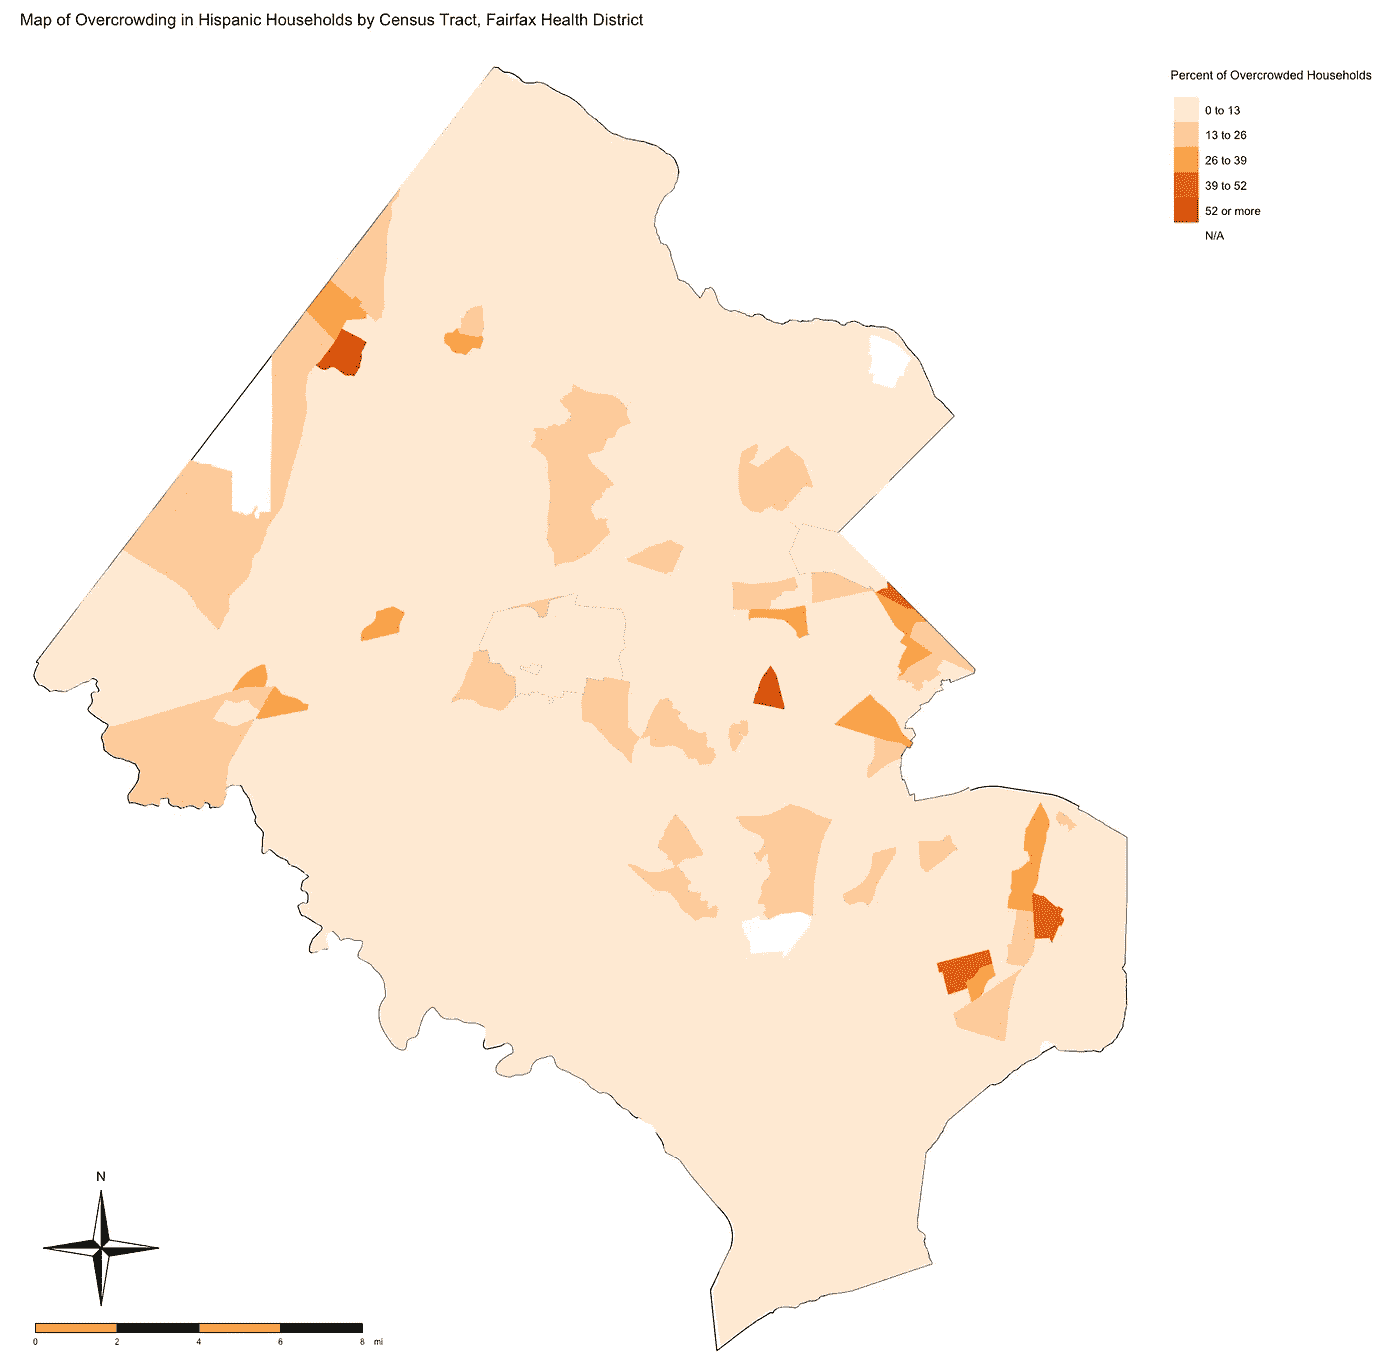 Map of Overcrowding in Hispanic Households by Census Tract, Fairfax Health District
Percent of Overcrowded Households
0 to 13
13 to 26
26 to 39
39 to 52
52 or more
N/A
N
0 2 4 6 8 mi